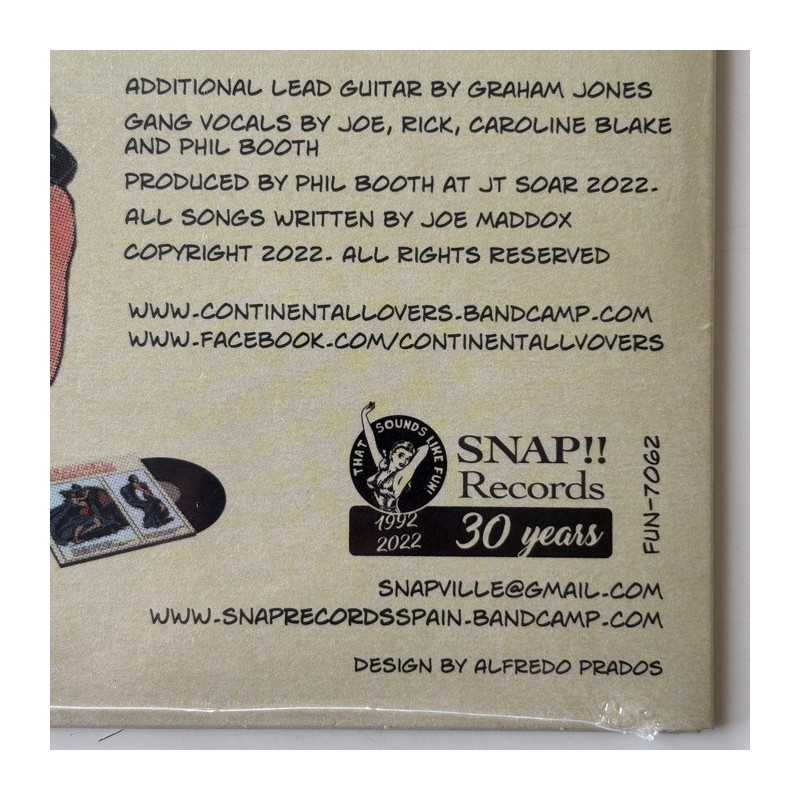 ADDITIONAL LEAD GUITAR BY GRAHAM JONES
GANG VOCALS BY JOE, RICK, CAROLINE BLAKE
AND PHIL BOOTH
PRODUCED BY PHIL BOOTH AT JT SOAR 2022.
ALL SONGS WRITTEN BY JOE MADDOX
COPYRIGHT 2022. ALL RIGHTS RESERVED
WWW.CONTINENTALLOVERS.BANDCAMP.COM
WWW.FACEBOOK.COM/CONTINENTALLVOVERS
THAT SOUNDS LIKE FUN!
SNAP!!
Records
1992
2022
30 years
FUN-7062
SNAPVILLE@GMAIL.COM
WWW.SNAPRECORDSSPAIN.BANDCAMP.COM
DESIGN BY ALFREDO PRADOS